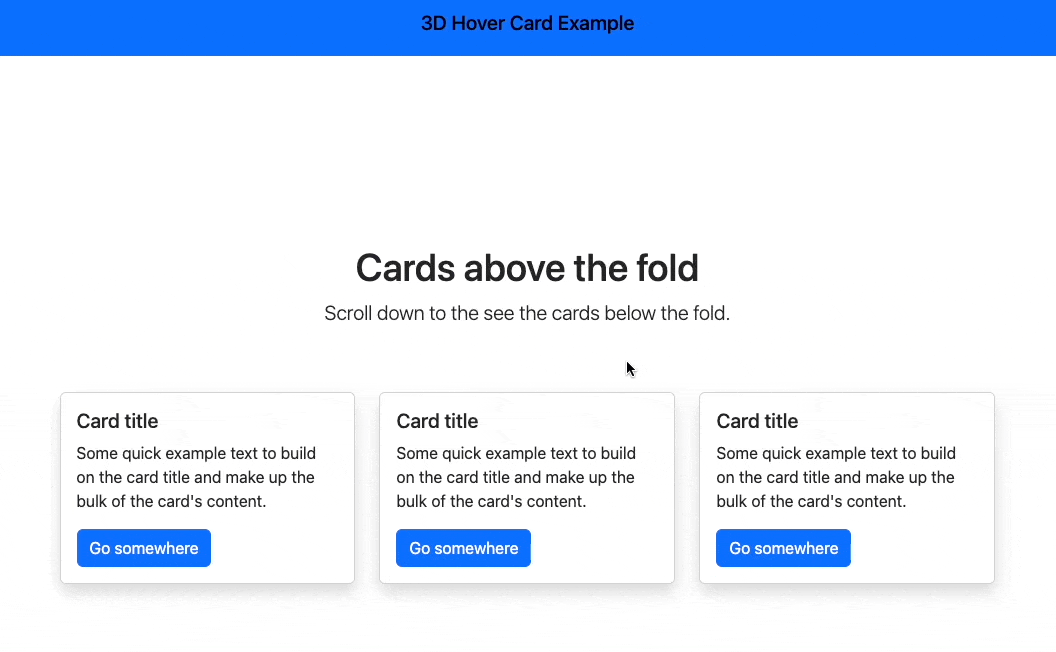 3D Hover Card Example
Cards above the fold
Scroll down to the see the cards below the fold.
Card title
Some quick example text to build
on the card title and make up the
bulk of the card's content.
Go somewhere
Card title
Some quick example text to build
on the card title and make up the
bulk of the card's content.
Go somewhere
Card title
Some quick example text to build
on the card title and make up the
bulk of the card's content.
Go somewhere